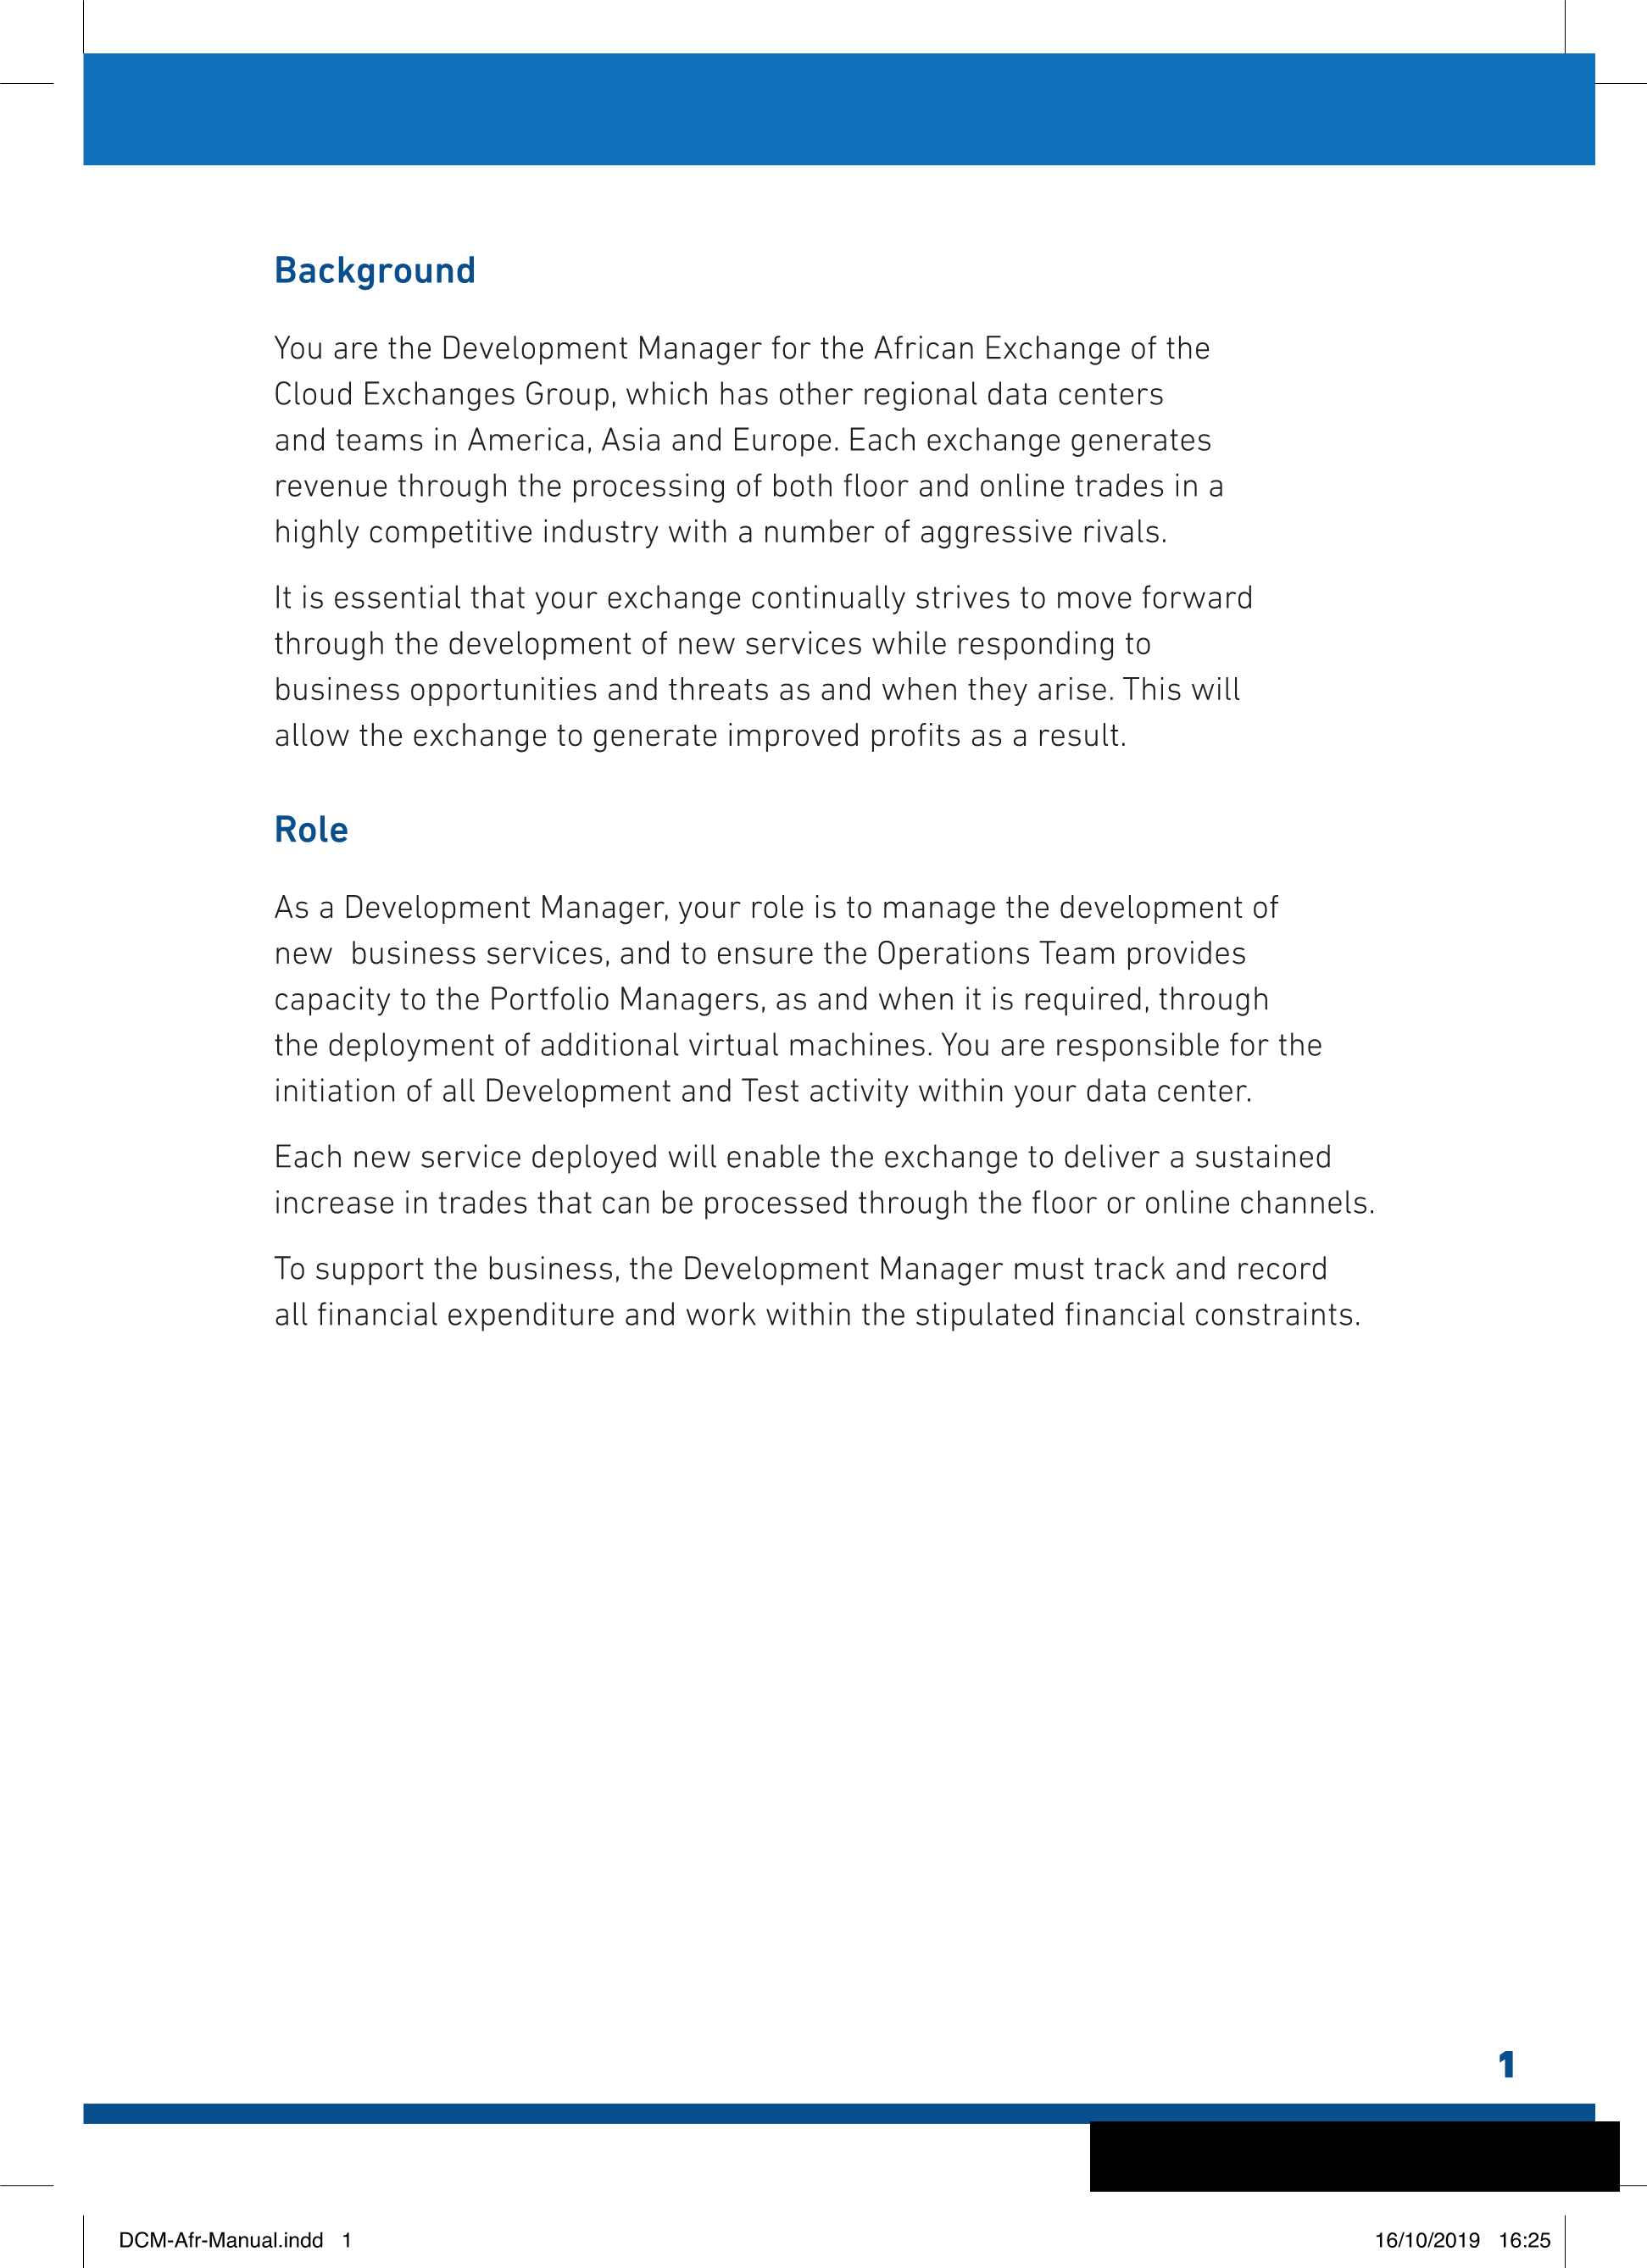 Background
You are the Development Manager for the African Exchange of the
Cloud Exchanges Group, which has other regional data centers
and teams in America, Asia and Europe. Each exchange generates
revenue through the processing of both floor and online trades in a
highly competitive industry with a number of aggressive rivals.
It is essential that your exchange continually strives to move forward
through the development of new services while responding to
business opportunities and threats as and when they arise. This will
allow the exchange to generate improved profits as a result.
Role
As a Development Manager, your role is to manage the development of
new  business services, and to ensure the Operations Team provides
capacity to the Portfolio Managers, as and when it is required, through
the deployment of additional virtual machines. You are responsible for the
initiation of all Development and Test activity within your data center.
Each new service deployed will enable the exchange to deliver a sustained
increase in trades that can be processed through the floor or online channels.
To support the business, the Development Manager must track and record
all financial expenditure and work within the stipulated financial constraints.
1
DCM-Afr-Manual.indd   1
16/10/2019   16:25